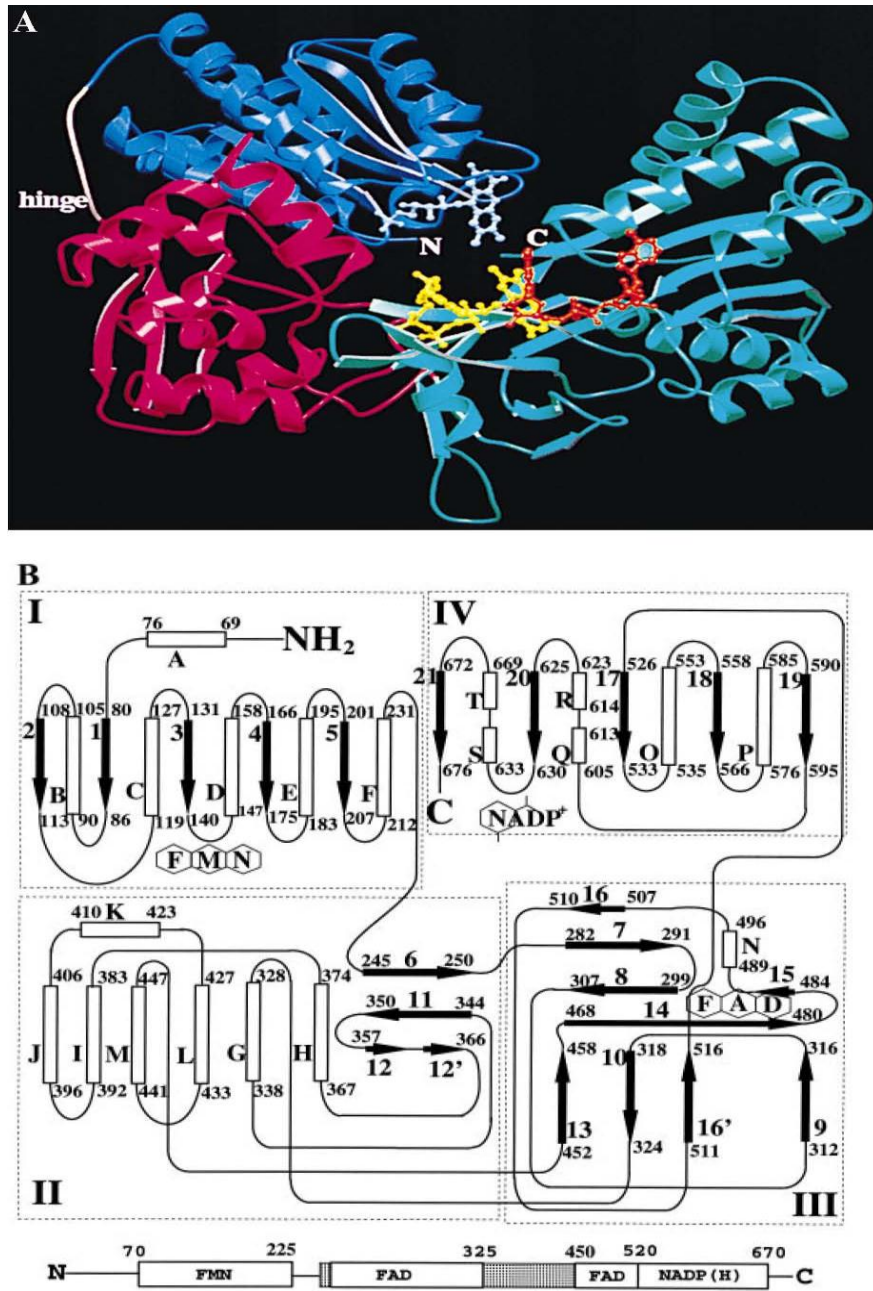 A
hinge
N
C
B
I
76 69
NH2
A
108 105 80 127 131 158 166 195 201 231
2 1 3 4 5
B C D E F
113 90 86 119 140 147 175 183 207 212
FMN
IV
21 672 669 20 625 623 17 526 553 558 585 590
T R 614 18 19
S Q 613 O P
676 633 630 605 533 535 566 576 595
C
NADP+
410 K 423
406 383 447 427 328 374
J I M L G H
396 392 441 433 338 367
245 6 250
350 11 344
357 366
12 12'
II
510 16 507
496
N
489
282 7 291
307 8 299
15 484
FAD
468 14 480
458 10 318 516 316
13 16' 9
452 324 511 312
III
70 225 325 450 520 670
N FMN FAD FAD NADP(H) C